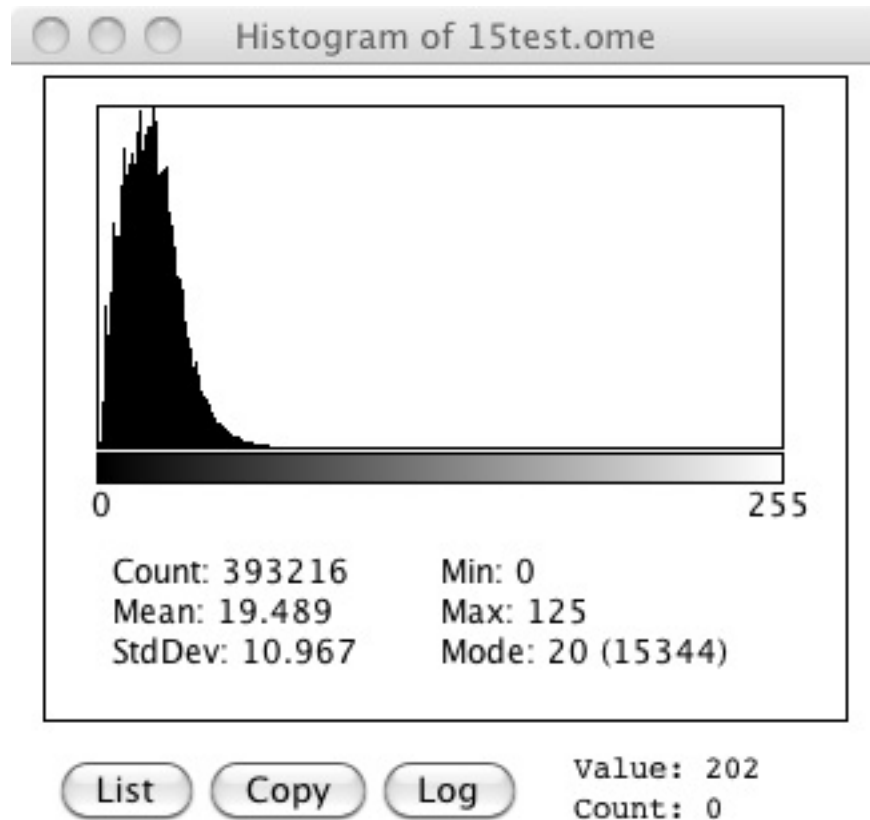 Histogram of 15test.ome
0 255
Count: 393216 Min: 0
Mean: 19.489 Max: 125
StdDev: 10.967 Mode: 20 (15344)
List Copy Log Value: 202
Count: 0